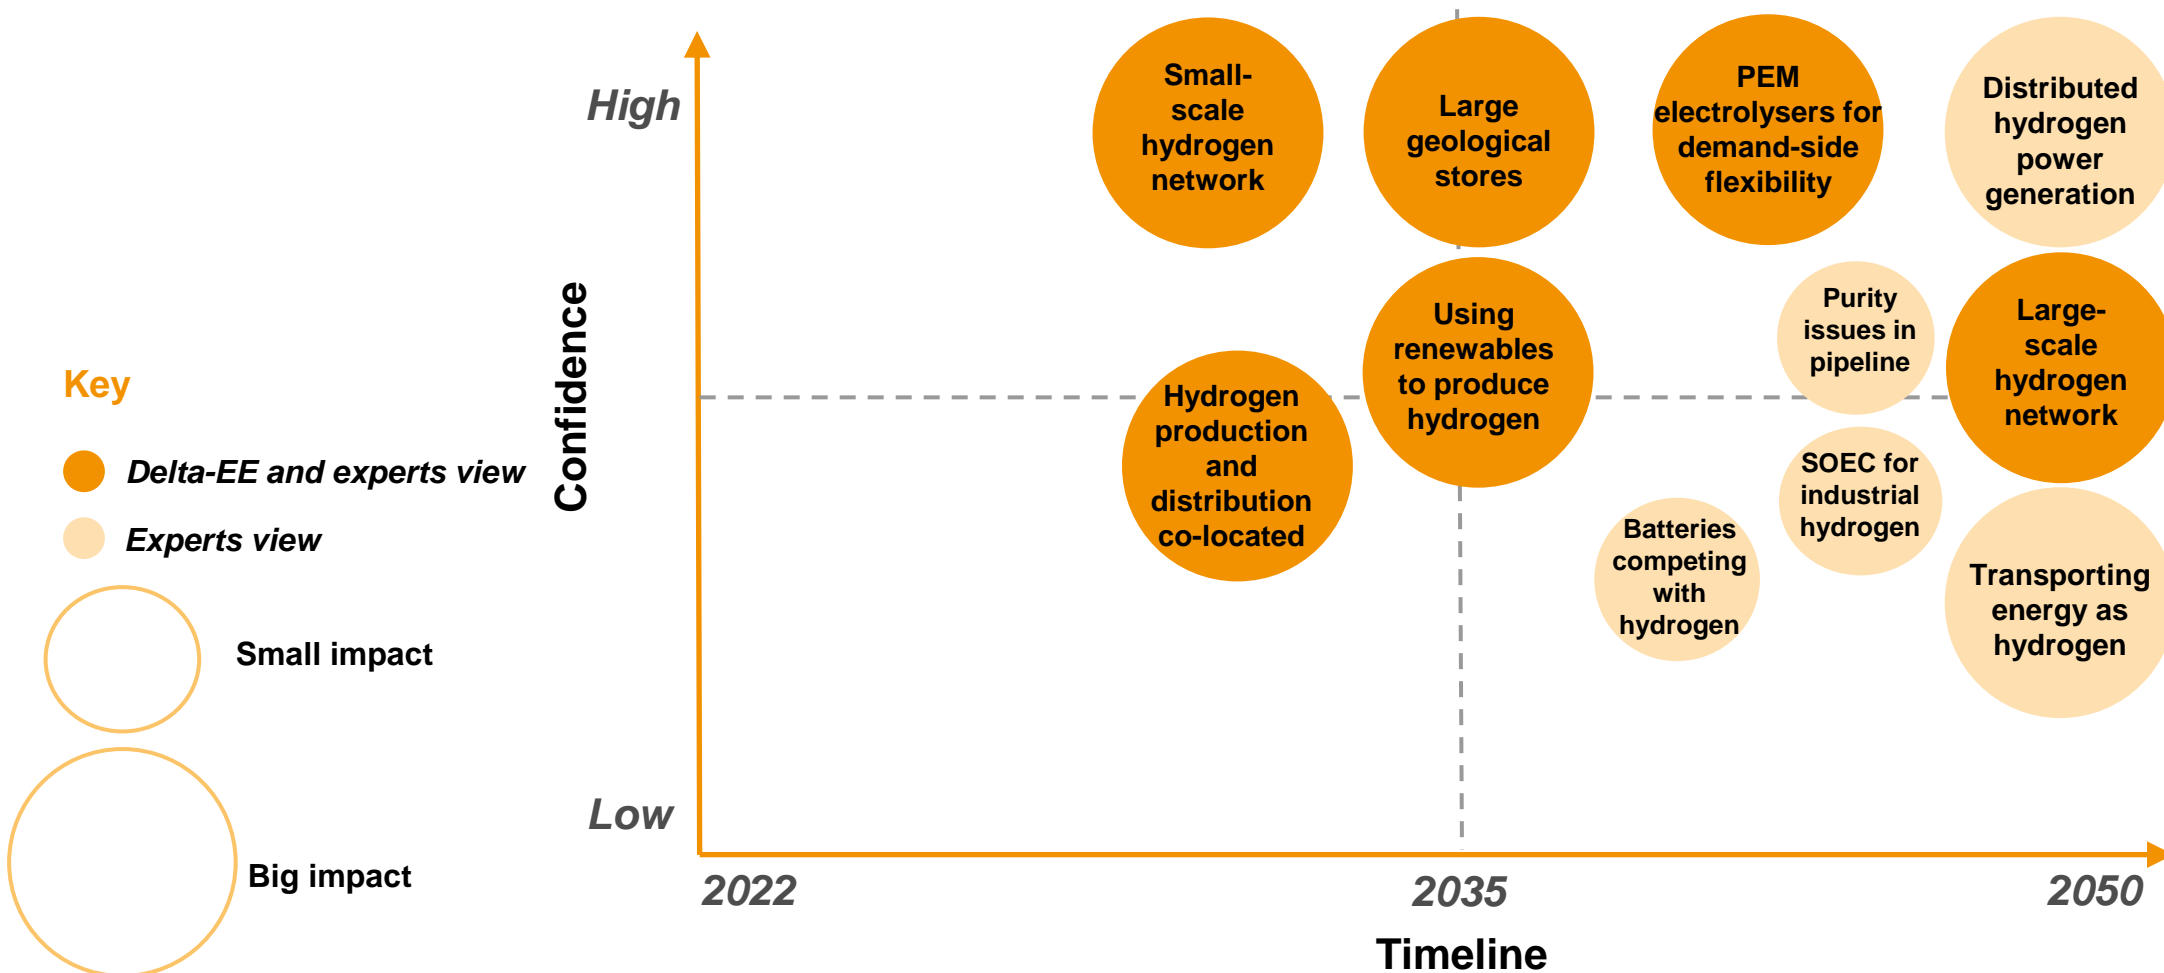 High
Confidence
Low
Small-
scale
hydrogen
network
Large
geological
stores
PEM
electrolysers for
demand-side
flexibility
Distributed
hydrogen
power
generation
Using
renewables
to produce
hydrogen
Purity
issues in
pipeline
Large-
scale
hydrogen
network
Hydrogen
production
and
distribution
co-located
SOEC for
industrial
hydrogen
Batteries
competing
with
hydrogen
Transporting
energy as
hydrogen
Key
Delta-EE and experts view
Experts view
Small impact
Big impact
2022
2035
2050
Timeline